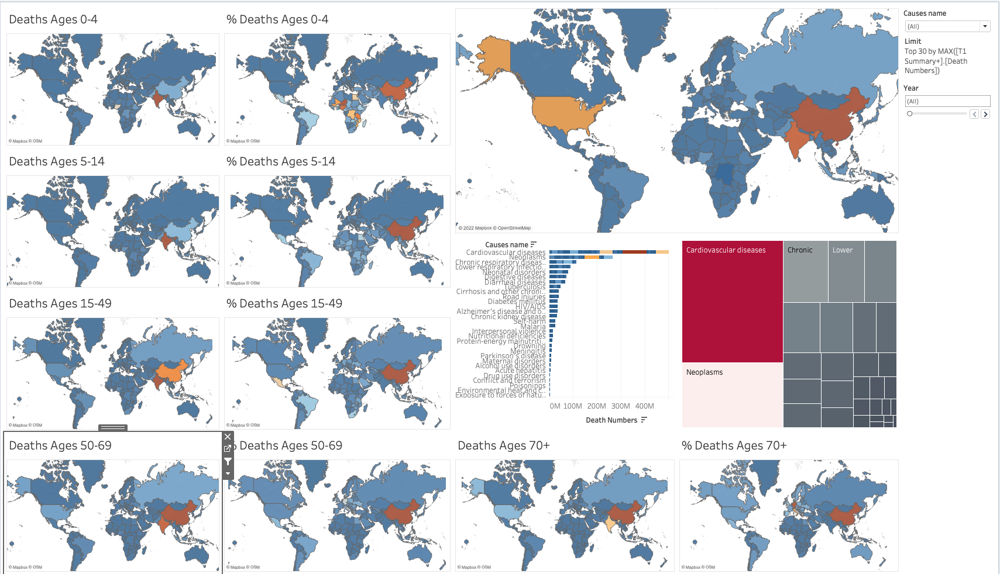 Deaths Ages 0-4
% Deaths Ages 0-4
© Mapbox © OSM
© Mapbox © OSM
Deaths Ages 5-14
% Deaths Ages 5-14
© Mapbox © OSM
© Mapbox © OSM
Deaths Ages 15-49
% Deaths Ages 15-49
© Mapbox © OSM
© Mapbox © OSM
© 2022 Mapbox © OpenStreetMap
Causes name
(All)
Limit
Top 30 by MAX([T1
Summary+].[Death
Numbers])
Year
(All)
Causes name
Cardiovascular diseases
Neoplasms
Chronic respiratory diseas..
Lower respiratory infectio..
Neonatal disorders
Digestive diseases
Diarrheal diseases
Tuberculosis
Cirrhosis and other chroni..
Road injuries
Diabetes mellitus
HIV/AIDS
Alzheimer's disease and o..
Chronic kidney disease
Self-harm
Malaria
Interpersonal violence
Nutritional deficiencies
Protein-energy malnutriti..
Drowning
Meningitis
Parkinson's disease
Maternal disorders
Alcohol use disorders
Acute hepatitis
Drug use disorders
Conflict and terrorism
Poisonings
Environmental heat and c..
Exposure to forces of natu..
0M 100M 200M 300M 400M
Death Numbers
Cardiovascular diseases
Chronic
Lower
Neoplasms
Deaths Ages 50-69
% Deaths Ages 50-69
Deaths Ages 70+
% Deaths Ages 70+
© Mapbox © OSM
© Mapbox © OSM
© Mapbox © OSM
© Mapbox © OSM